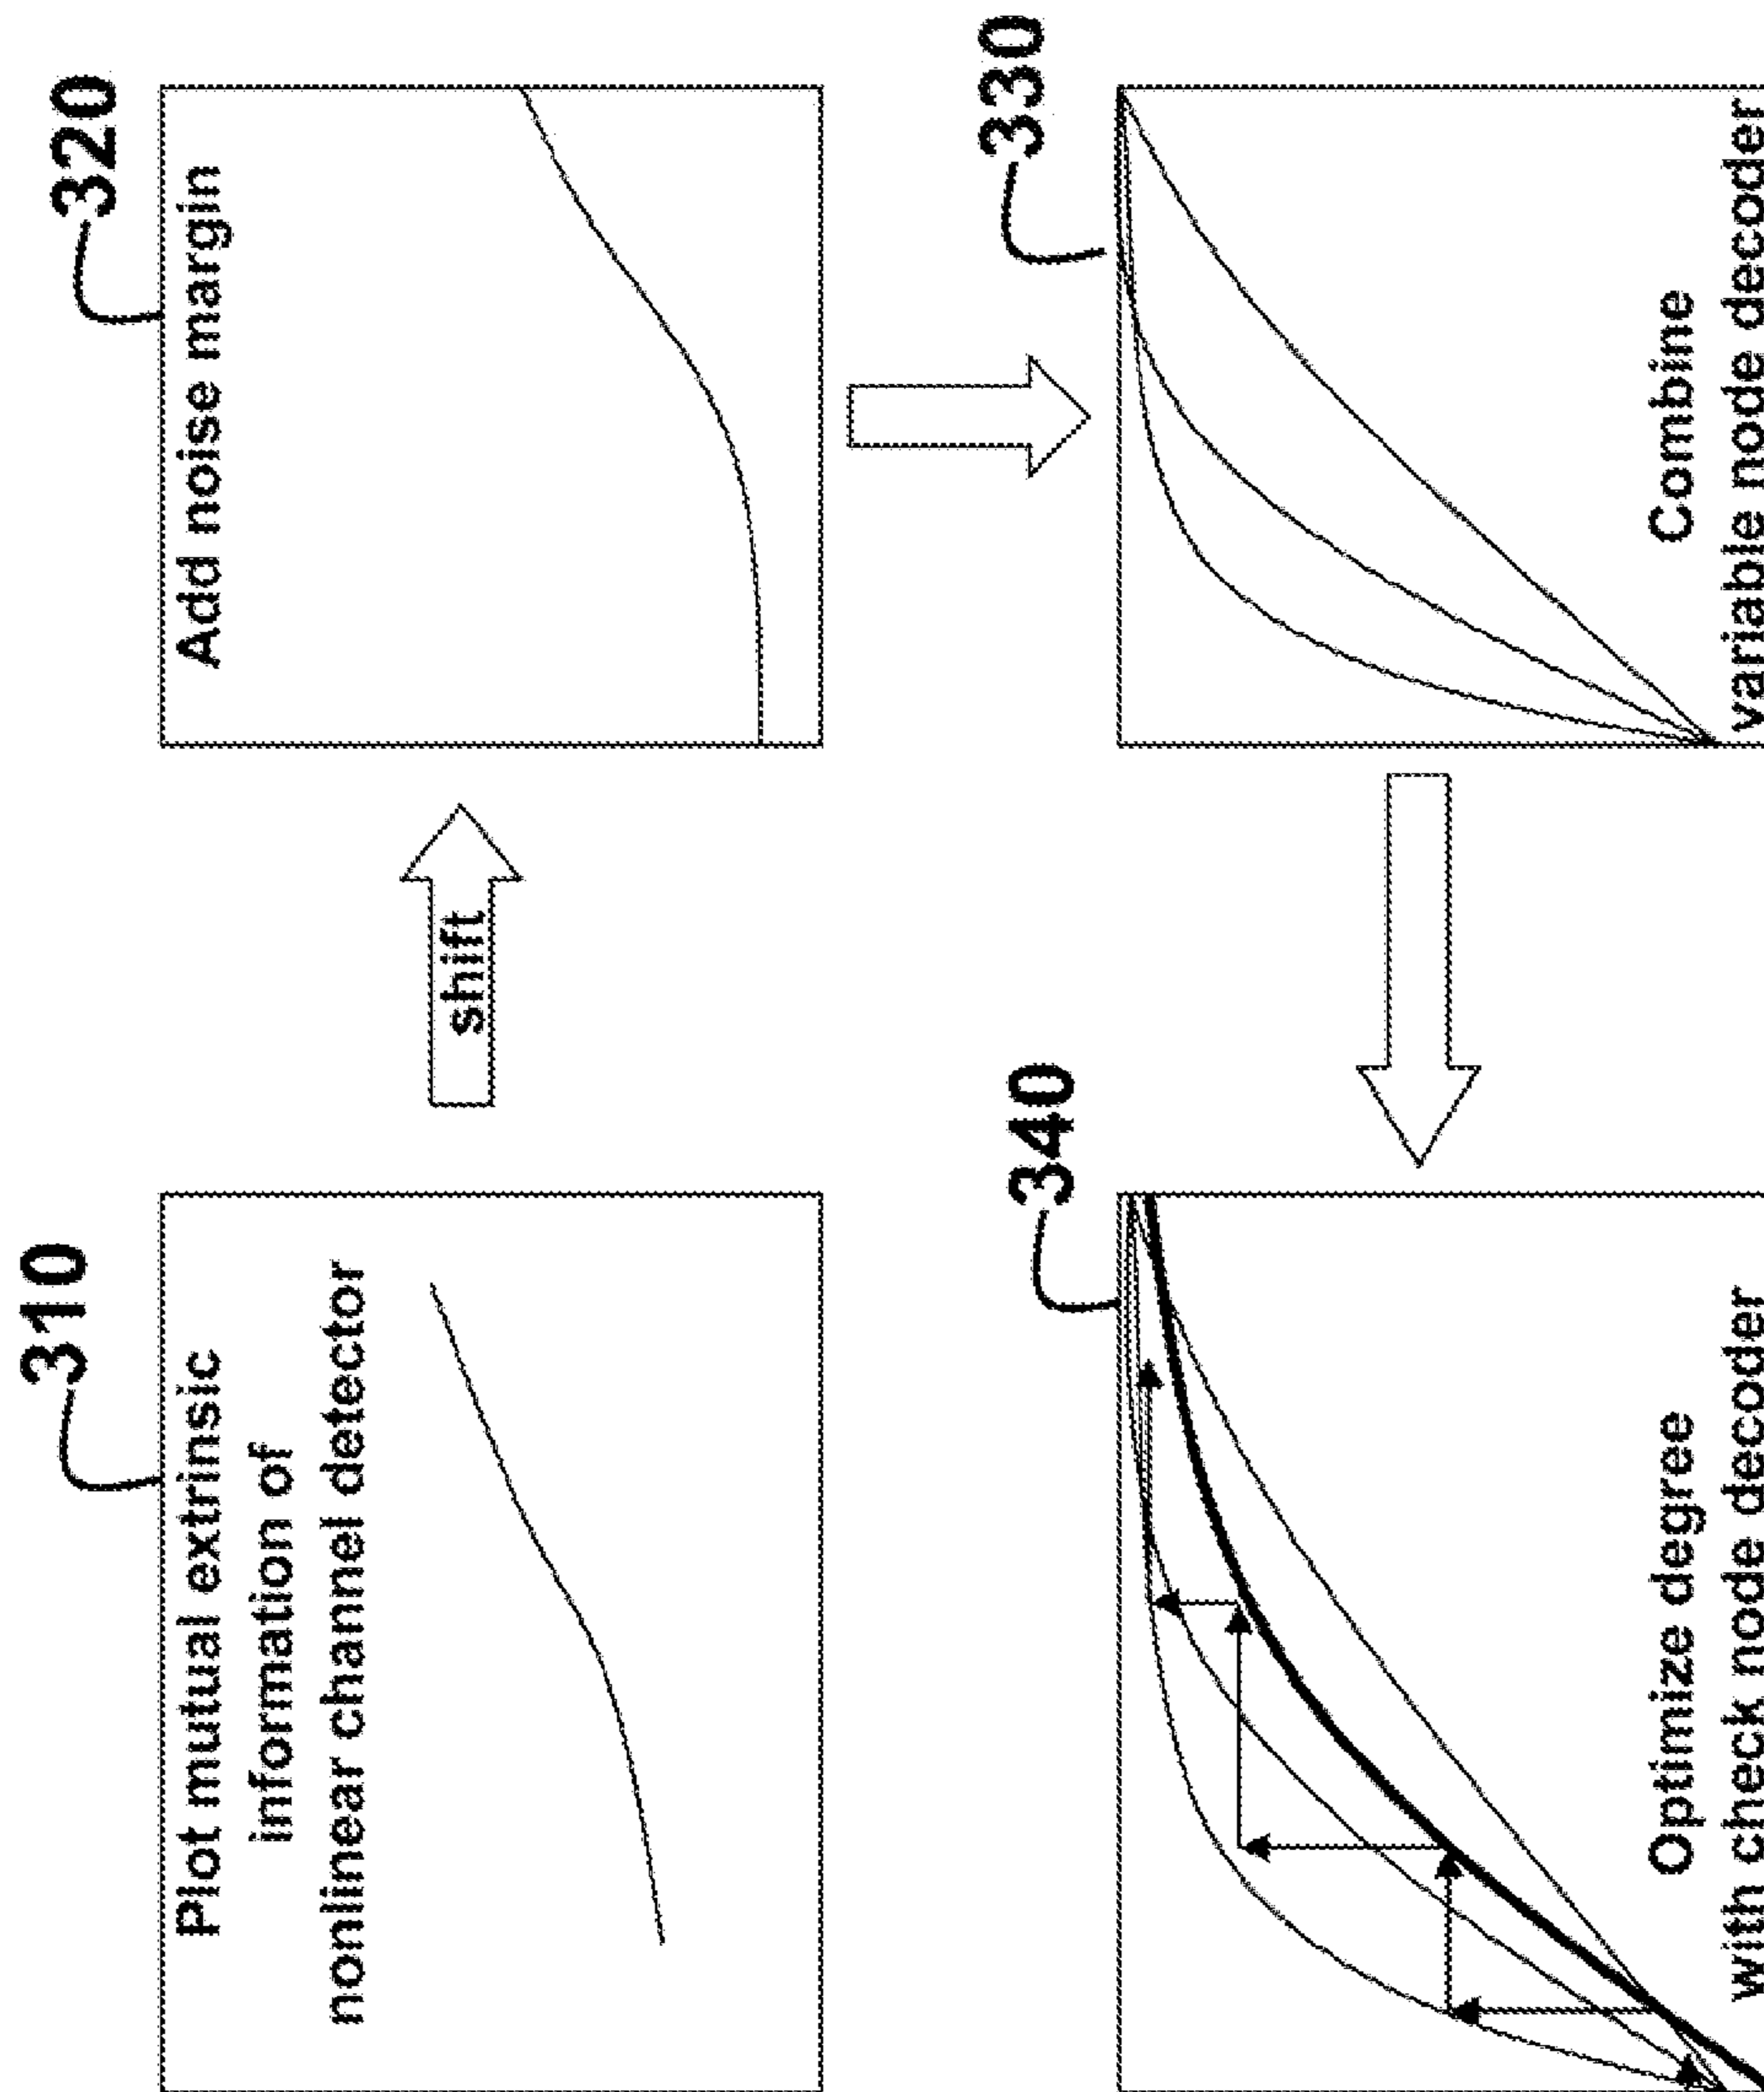 310
Plot mutual extrinsic
information of
nonlinear channel detector
shift
320
Add noise margin
330
Combine
variable node decoder
340
Optimize degree
with check node decoder